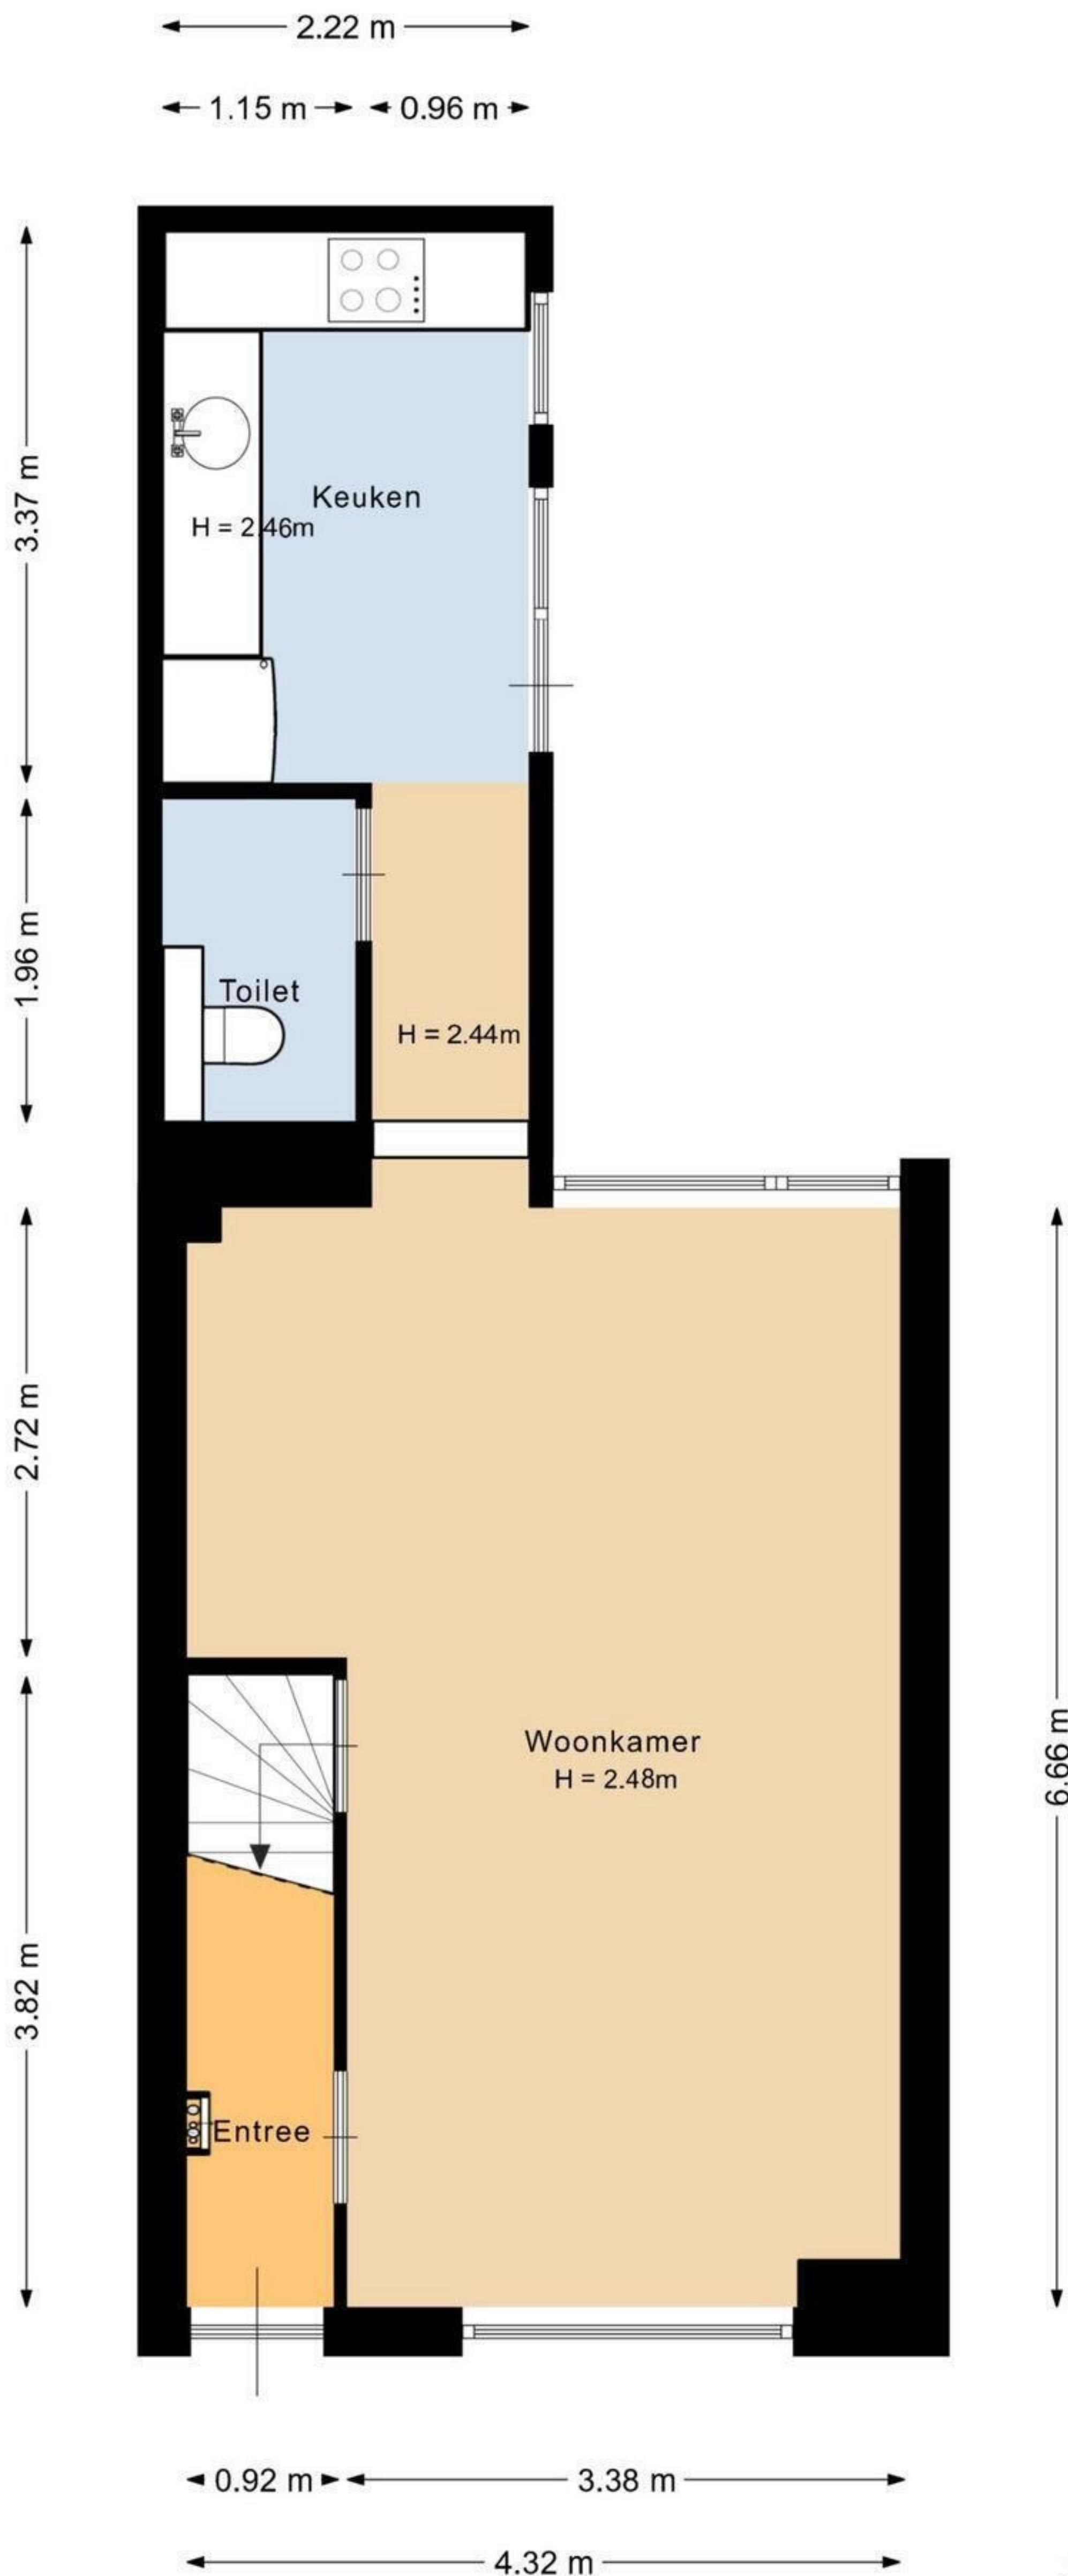 2.22 m
1.15 m
0.96 m
3.37 m
Keuken
H = 2.46m
1.96 m
Toilet
H = 2.44m
2.72 m
6.66 m
Woonkamer
H = 2.48m
3.82 m
Entree
0.92 m
3.38 m
4.32 m